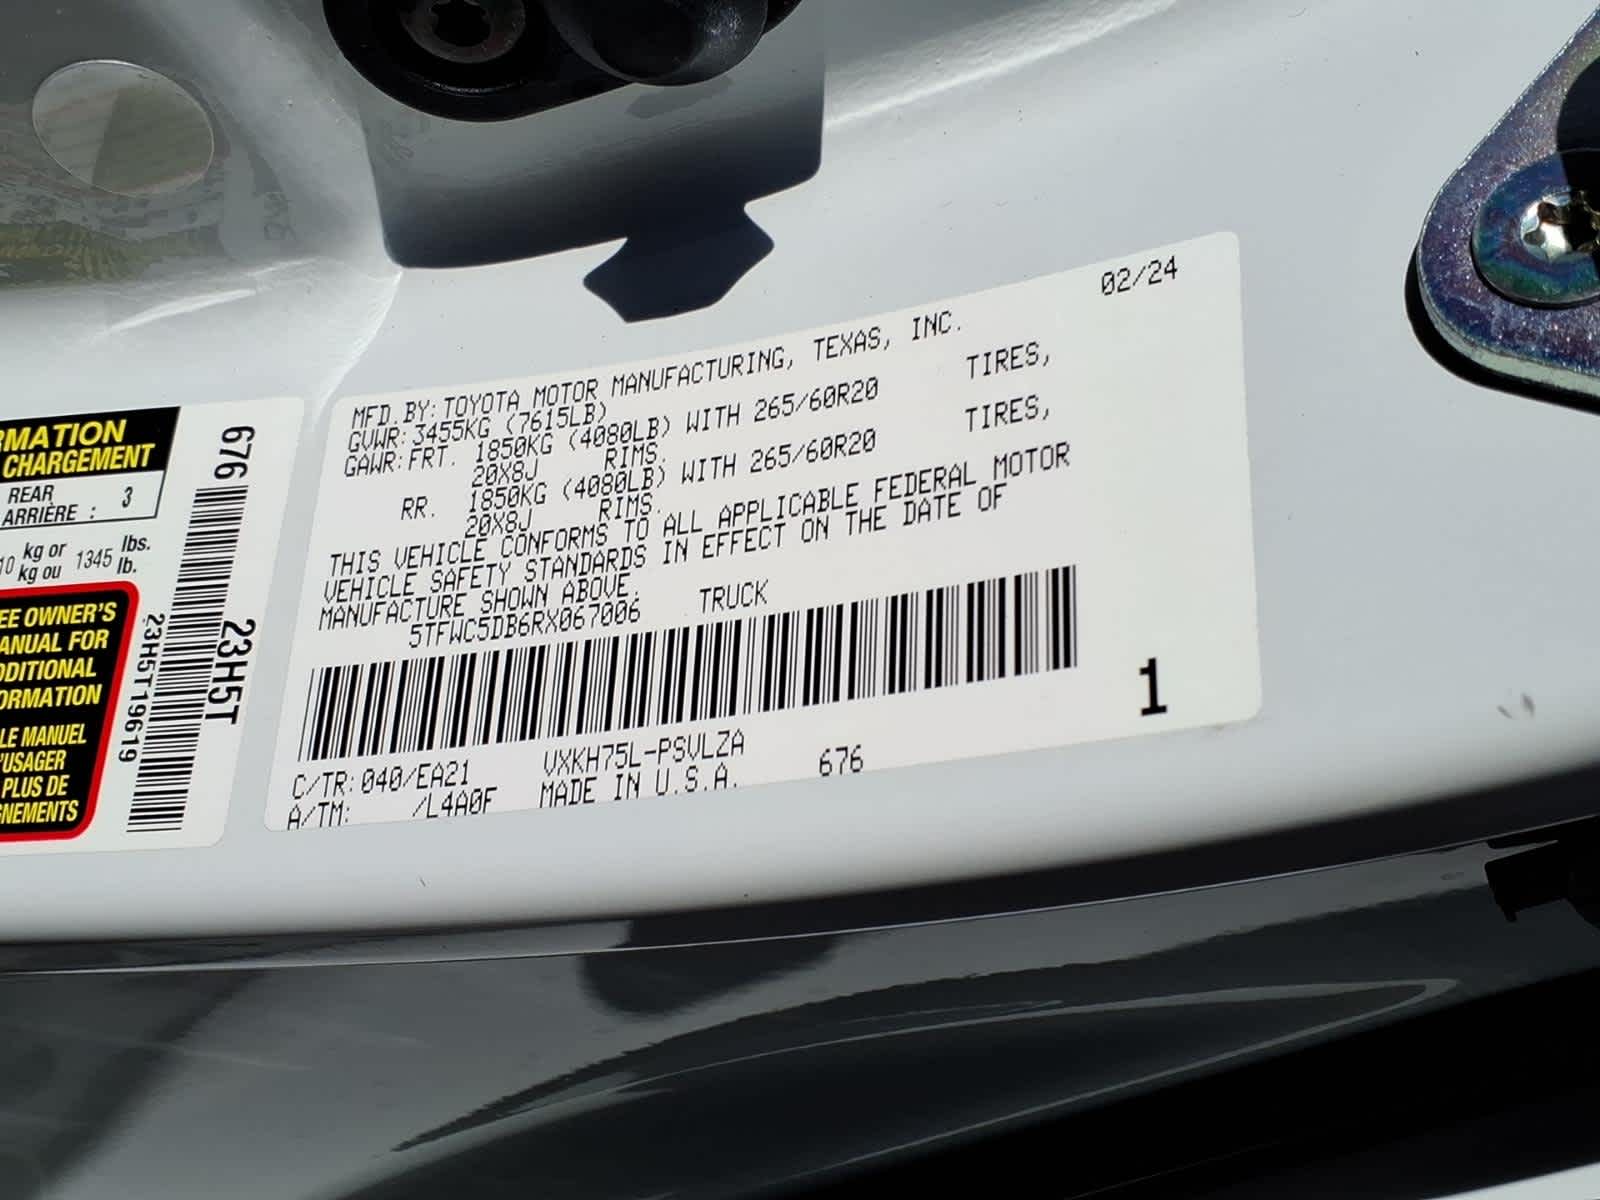 02/24
MFD.BY:TOYOTA MOTOR MANUFACTURING, TEXAS, INC.
GVWR:3455KG (7615LB)
GAWR:FRT. 1850KG (4080LB) WITH 265/60R20 TIRES,
20X8J RIMS.
RR. 1850KG (4080LB) WITH 265/60R20 TIRES,
20X8J RIMS.
THIS VEHICLE CONFORMS TO ALL APPLICABLE FEDERAL MOTOR
VEHICLE SAFETY STANDARDS IN EFFECT ON THE DATE OF
MANUFACTURE SHOWN ABOVE.
5TFWC5DB6RX067006 TRUCK
1
C/TR:040/EA21 VXKH75L-PSVLZA 676
A/TM: /L4A0F MADE IN U.S.A.
RMATION
CHARGEMENT
REAR
ARRIÈRE : 3
10 kg or 1345 lbs.
kg ou lb.
EE OWNER'S
ANUAL FOR
DDITIONAL
ORMATION
LE MANUEL
'USAGER
PLUS DE
GNEMENTS
676
23H5T
23H5T19619